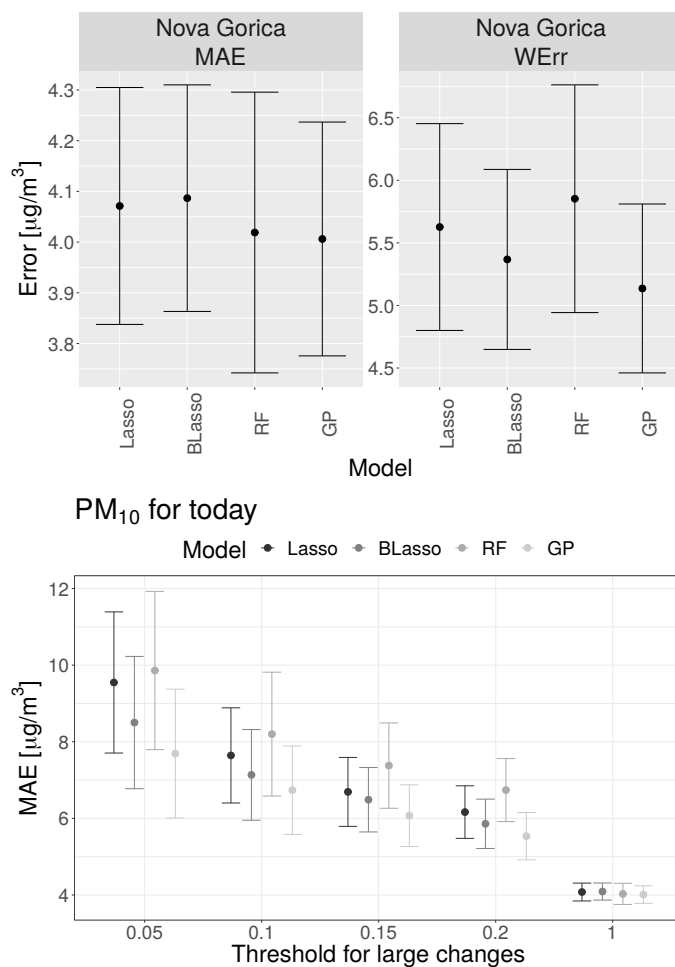 Nova Gorica
MAE
Nova Gorica
WErr
Error [μg/m³]
4.3
4.2
4.1
4.0
3.9
3.8
6.5
6.0
5.5
5.0
4.5
Lasso
BLasso
RF
GP
Lasso
BLasso
RF
GP
Model
PM₁₀ for today
Model Lasso BLasso RF GP
MAE [μg/m³]
12
10
8
6
4
0.05 0.1 0.15 0.2 1
Threshold for large changes